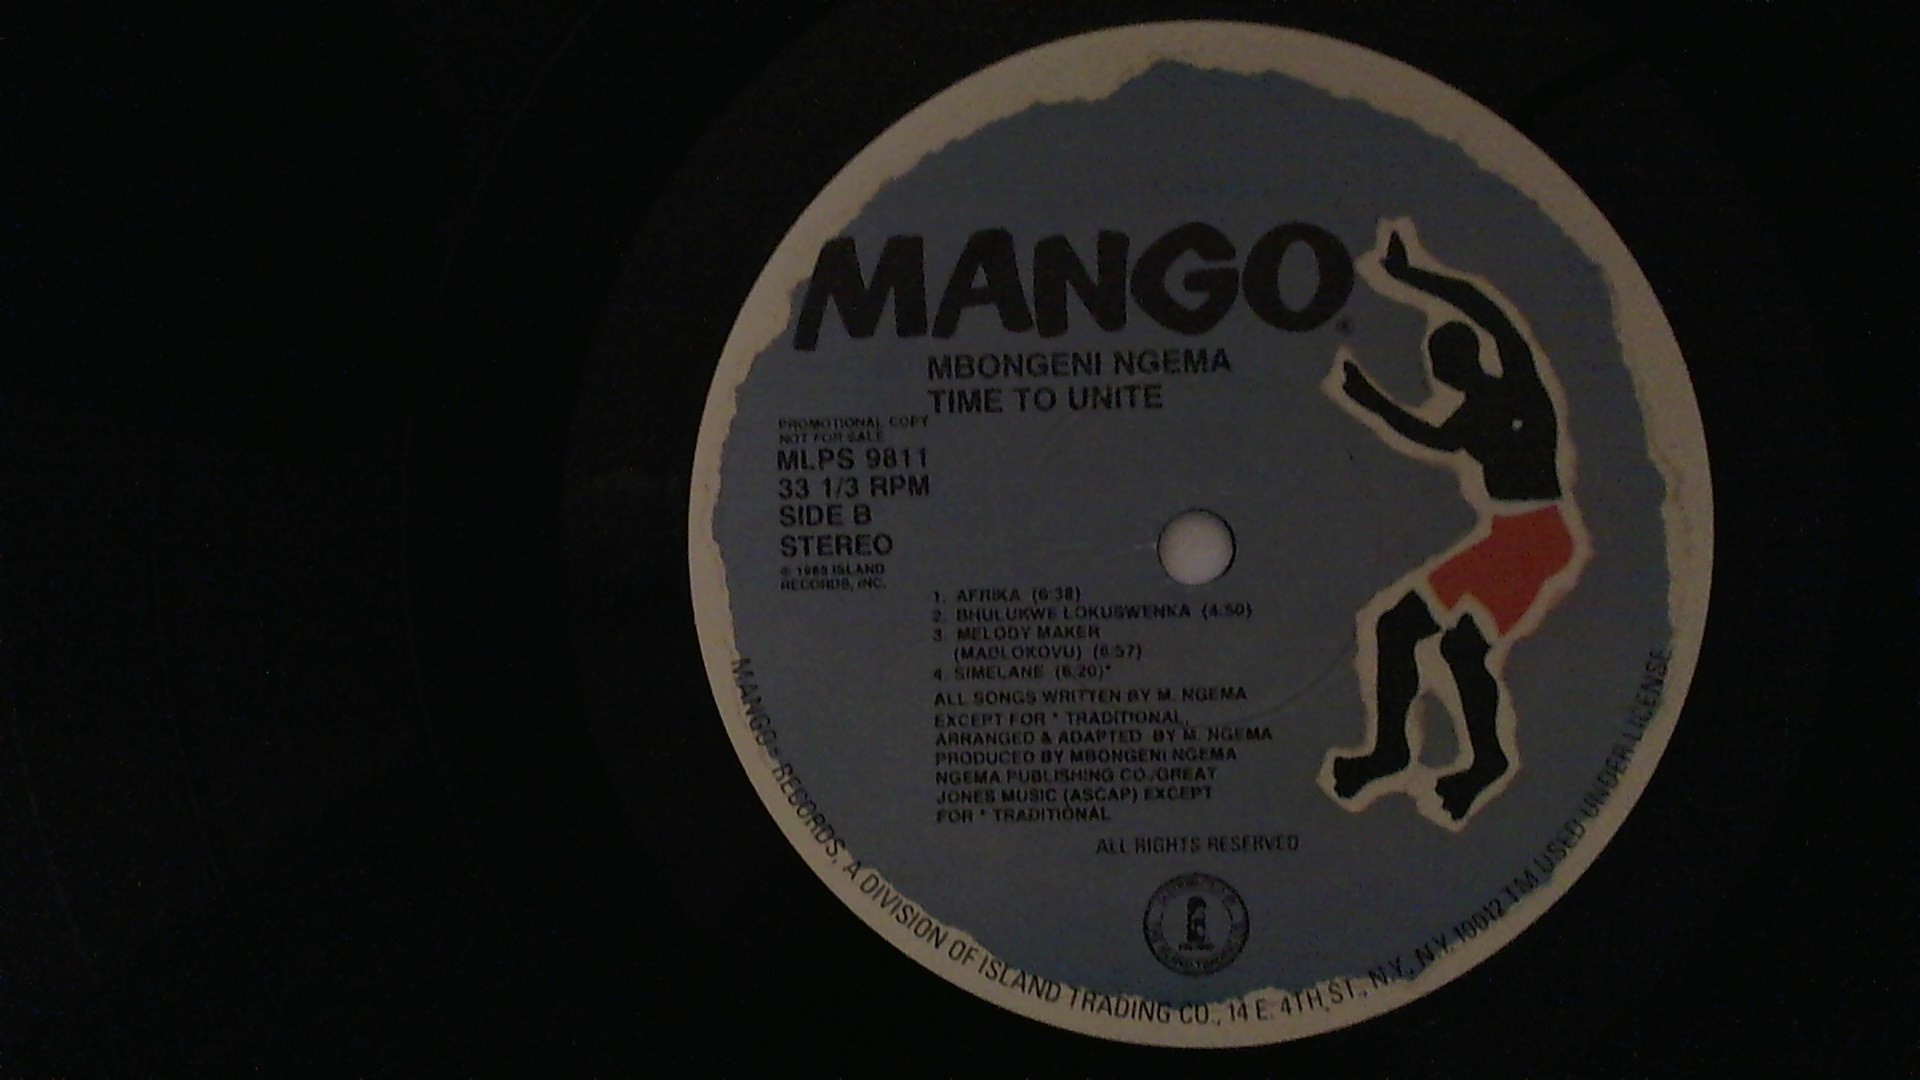 MANGO®
MBONGENI NGEMA
TIME TO UNITE
PROMOTIONAL COPY
NOT FOR SALE
MLPS 9811
33 1/3 RPM
SIDE B
STEREO
ISLAND
RECORDS, INC.
1. AFRIKA (6:38)
2. BHULUKWE LOKUSWENKA (4:50)
3. MELODY MAKER
(MADLOKOVU) (6:57)
4. SIMELANE (6:20)*
ALL SONGS WRITTEN BY M. NGEMA
EXCEPT FOR * TRADITIONAL,
ARRANGED & ADAPTED BY M. NGEMA
PRODUCED BY MBONGENI NGEMA
NGEMA PUBLISHING CO./GREAT
JONES MUSIC (ASCAP) EXCEPT
FOR * TRADITIONAL
ALL RIGHTS RESERVED
MANGO® RECORDS, A DIVISION OF ISLAND TRADING CO., 14 E. 4TH ST., N.Y., N.Y. 10012 TM USED UNDER LICENSE